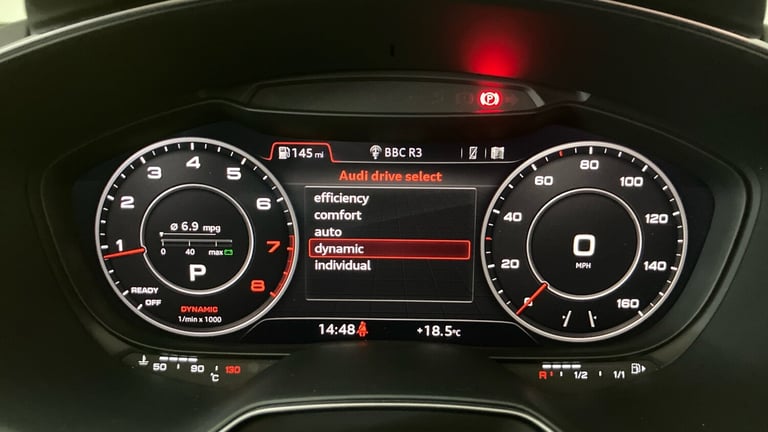 P
145 mi
BBC R3
Audi drive select
efficiency
comfort
auto
dynamic
individual
1 2 3 4 5 6 7 8
Ø 6.9 mpg
0 40 max
P
READY
OFF
DYNAMIC
1/min x 1000
0 20 40 60 80 100 120 140 160
0
MPH
14:48
+18.5°C
50 90 130
°C
R 1/2 1/1